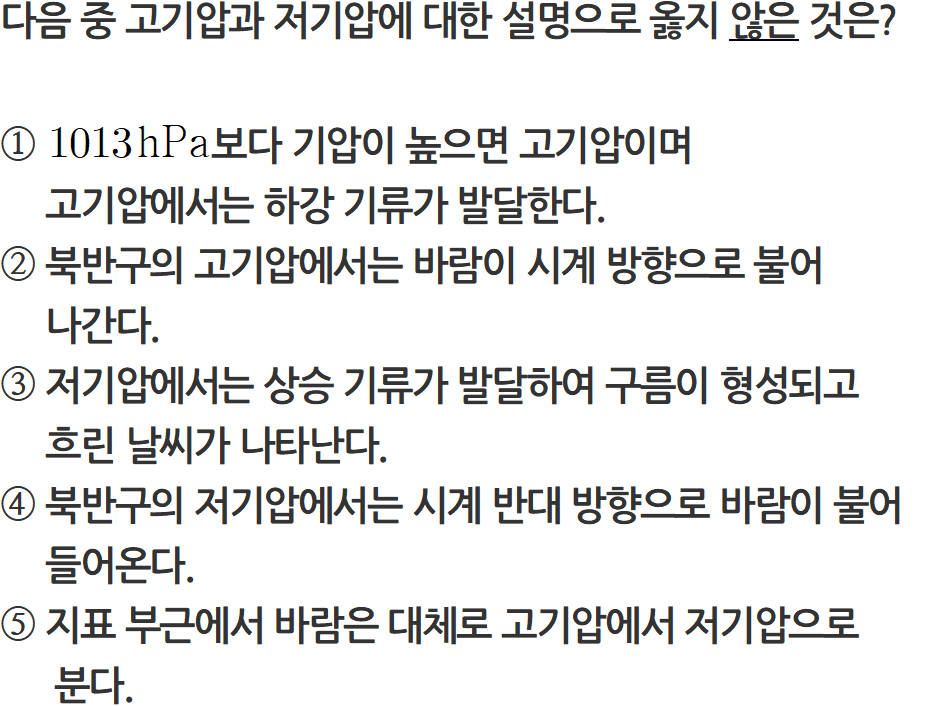 다음 중 고기압과 저기압에 대한 설명으로 옳지 않은 것은?
① 1013hPa보다 기압이 높으면 고기압이며
고기압에서는 하강 기류가 발달한다.
② 북반구의 고기압에서는 바람이 시계 방향으로 불어
나간다.
③ 저기압에서는 상승 기류가 발달하여 구름이 형성되고
흐린 날씨가 나타난다.
④ 북반구의 저기압에서는 시계 반대 방향으로 바람이 불어
들어온다.
⑤ 지표 부근에서 바람은 대체로 고기압에서 저기압으로
분다.